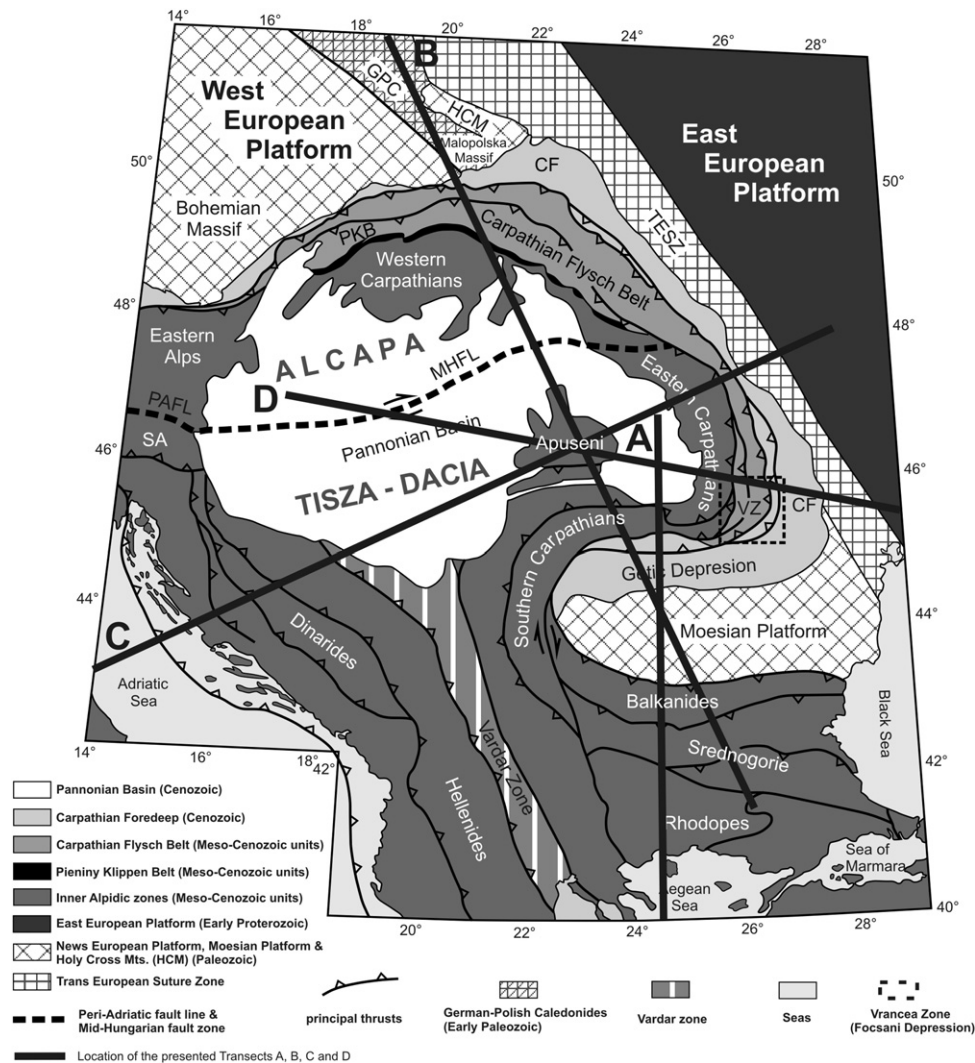 14°
16°
18°
20°
22°
24°
26°
28°
B
GPC
HCM
Malopolska
Massif
West
European
Platform
East
European
Platform
50°
50°
CF
TESZ
Bohemian
Massif
PKB
Carpathian Flysch Belt
Western
Carpathians
48°
48°
Eastern
Alps
ALCAPA
MHFL
D
PAFL
Pannonian Basin
Apuseni
A
Eastern Carpathians
SA
46°
46°
TISZA - DACIA
VZ
CF
Southern Carpathians
Getic Depresion
44°
44°
Moesian Platform
C
Dinarides
Adriatic
Sea
Balkanides
Black Sea
Srednogorie
Vardar zone
Hellenides
Rhodopes
42°
Sea of
Marmara
Aegean
Sea
14°
16°
18°
42°
20°
22°
24°
26°
28°
40°
Pannonian Basin (Cenozoic)
Carpathian Foredeep (Cenozoic)
Carpathian Flysch Belt (Meso-Cenozoic units)
Pieniny Klippen Belt (Meso-Cenozoic units)
Inner Alpidic zones (Meso-Cenozoic units)
East European Platform (Early Proterozoic)
News European Platform, Moesian Platform &
Holy Cross Mts. (HCM) (Paleozoic)
Trans European Suture Zone
Peri-Adriatic fault line &
Mid-Hungarian fault zone
principal thrusts
German-Polish Caledonides
(Early Paleozoic)
Vardar zone
Seas
Vrancea Zone
(Focsani Depression)
Location of the presented Transects A, B, C and D